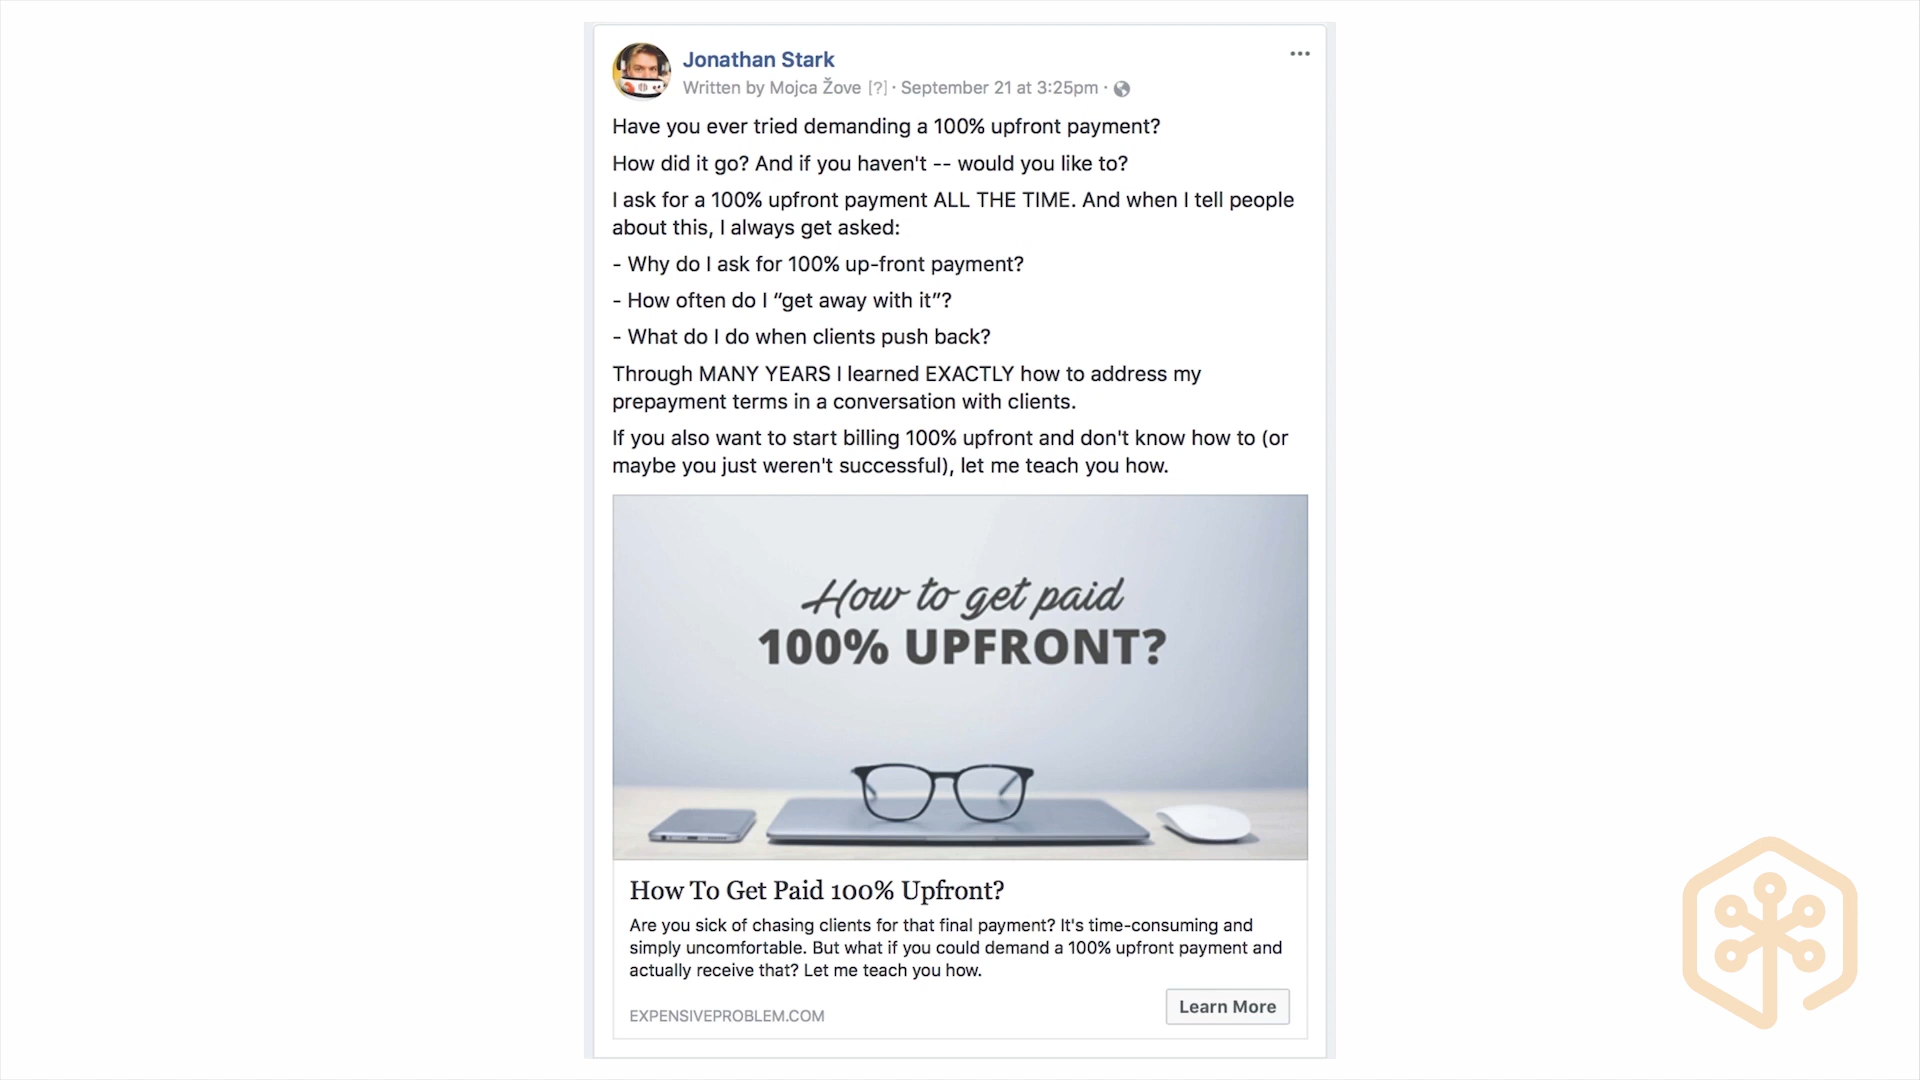 Jonathan Stark
Written by Mojca Žove [?] · September 21 at 3:25pm ·
Have you ever tried demanding a 100% upfront payment?
How did it go? And if you haven't -- would you like to?
I ask for a 100% upfront payment ALL THE TIME. And when I tell people
about this, I always get asked:
- Why do I ask for 100% up-front payment?
- How often do I “get away with it”?
- What do I do when clients push back?
Through MANY YEARS I learned EXACTLY how to address my
prepayment terms in a conversation with clients.
If you also want to start billing 100% upfront and don't know how to (or
maybe you just weren't successful), let me teach you how.
How to get paid
100% UPFRONT?
How To Get Paid 100% Upfront?
Are you sick of chasing clients for that final payment? It's time-consuming and
simply uncomfortable. But what if you could demand a 100% upfront payment and
actually receive that? Let me teach you how.
EXPENSIVEPROBLEM.COM
Learn More